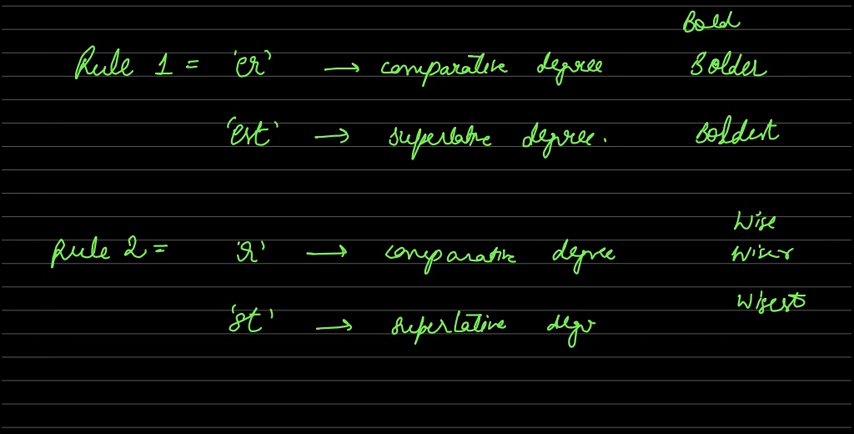 Bold
Rule 1 = 'er' → comparative degree Bolder
'est' → superlative degree. Boldest
Wise
Rule 2 = 'r' → comparative degree Wiser
Wisest
'st' → superlative degr